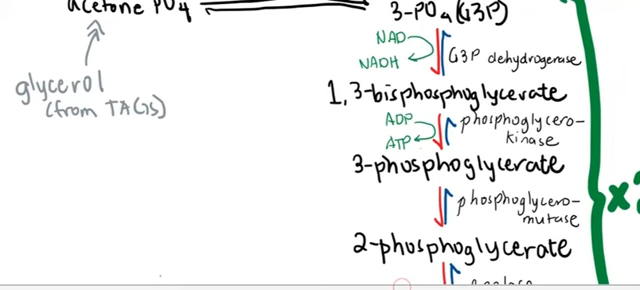 acetone PO4
3-PO4 (G3P)
NAD
NADH
G3P dehydrogenase
glycerol
(from TAGs)
1,3-bisphosphoglycerate
ADP
ATP
phosphoglycero-
kinase
3-phosphoglycerate
phosphoglycero-
mutase
x2
2-phosphoglycerate
enolase